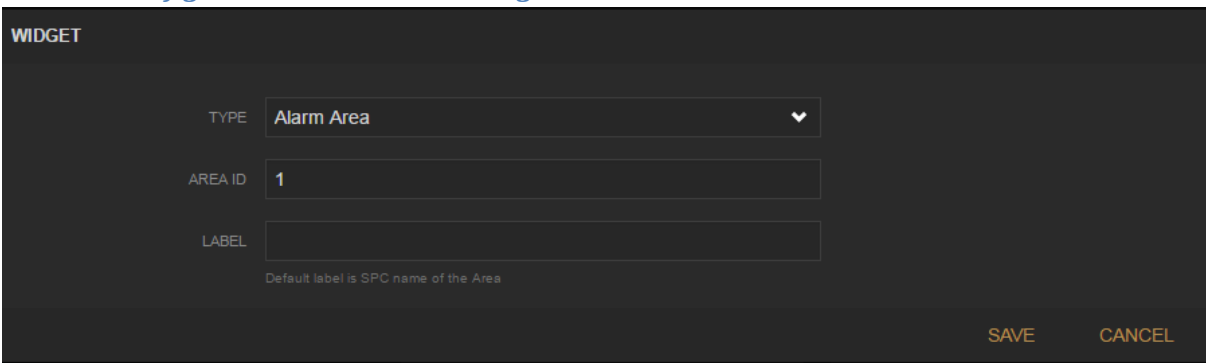 WIDGET
TYPE Alarm Area
AREA ID 1
LABEL
Default label is SPC name of the Area
SAVE CANCEL